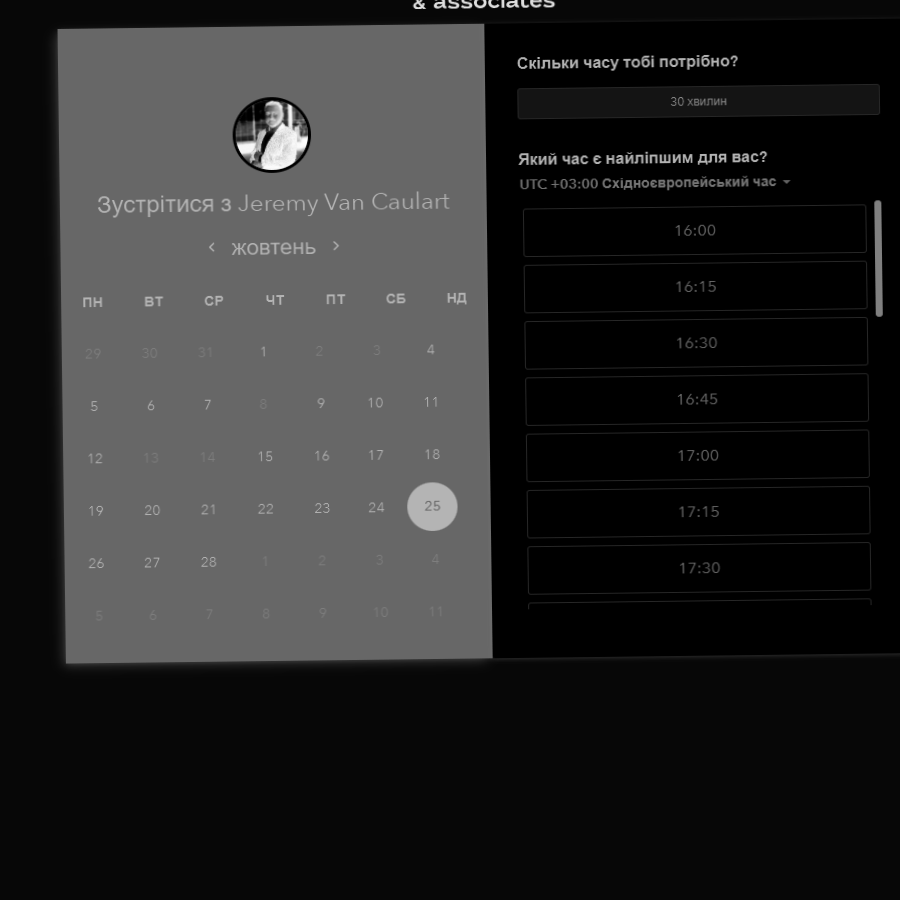 & associates
Зустрітися з Jeremy Van Caulart
жовтень
ПН ВТ СР ЧТ ПТ СБ НД
29 30 31 1 2 3 4
5 6 7 8 9 10 11
12 13 14 15 16 17 18
19 20 21 22 23 24 25
26 27 28 1 2 3 4
5 6 7 8 9 10 11
Скільки часу тобі потрібно?
30 хвилин
Який час є найліпшим для вас?
UTC +03:00 Східноєвропейський час
16:00
16:15
16:30
16:45
17:00
17:15
17:30